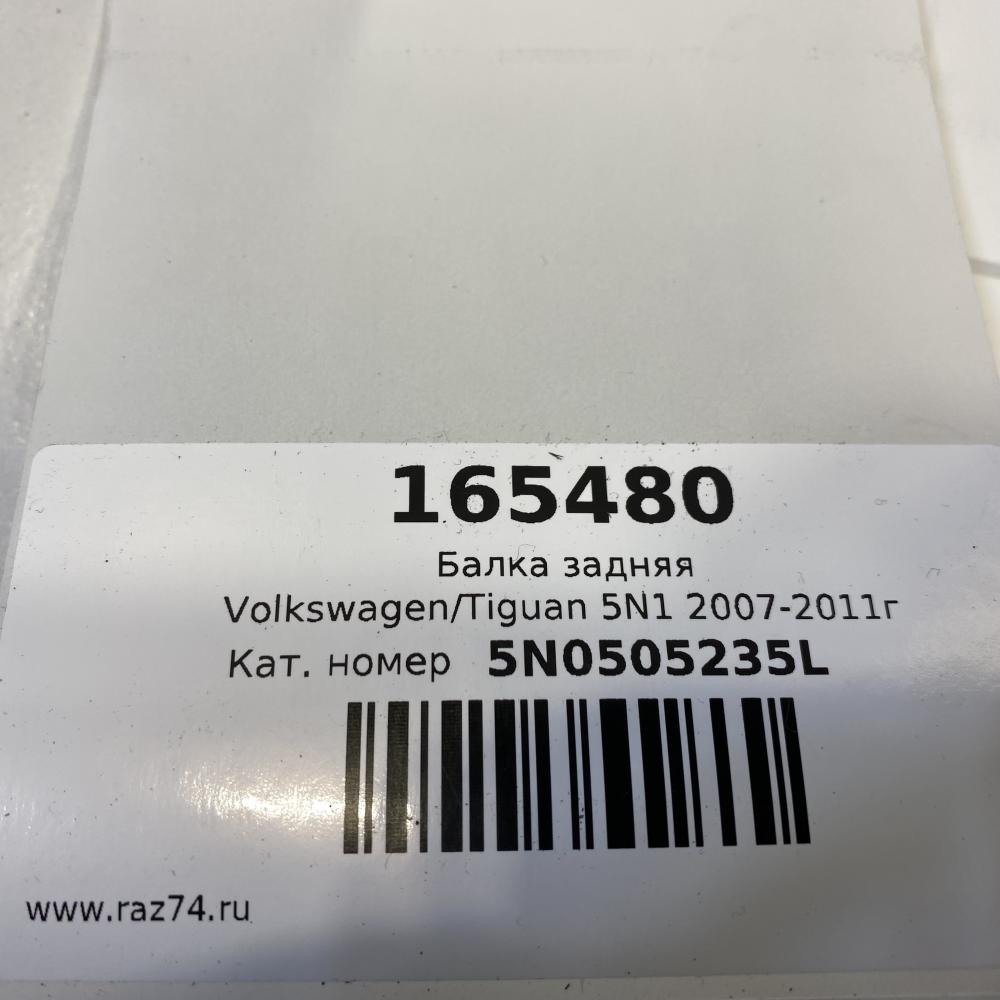 165480
Балка задняя
Volkswagen/Tiguan 5N1 2007-2011г
Кат. номер 5N0505235L
www.raz74.ru